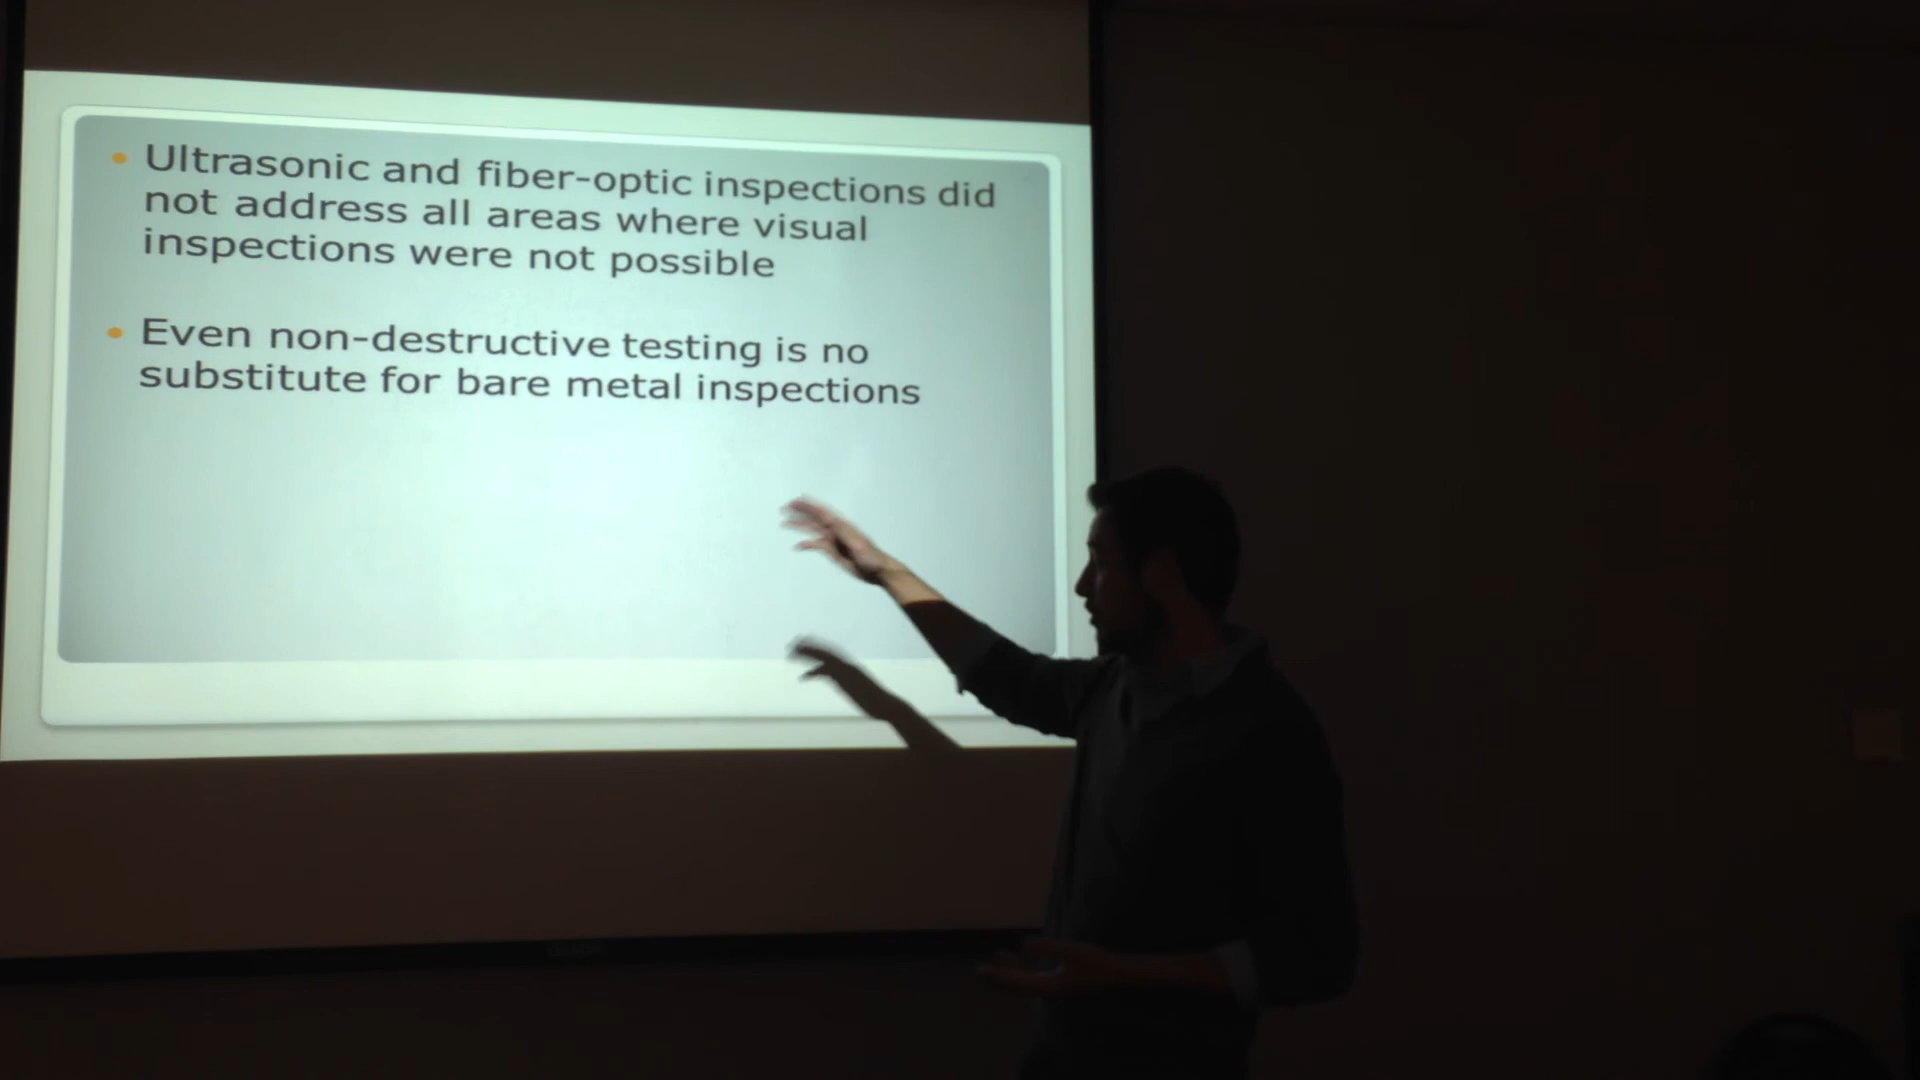 Ultrasonic and fiber-optic inspections did
not address all areas where visual
inspections were not possible
Even non-destructive testing is no
substitute for bare metal inspections